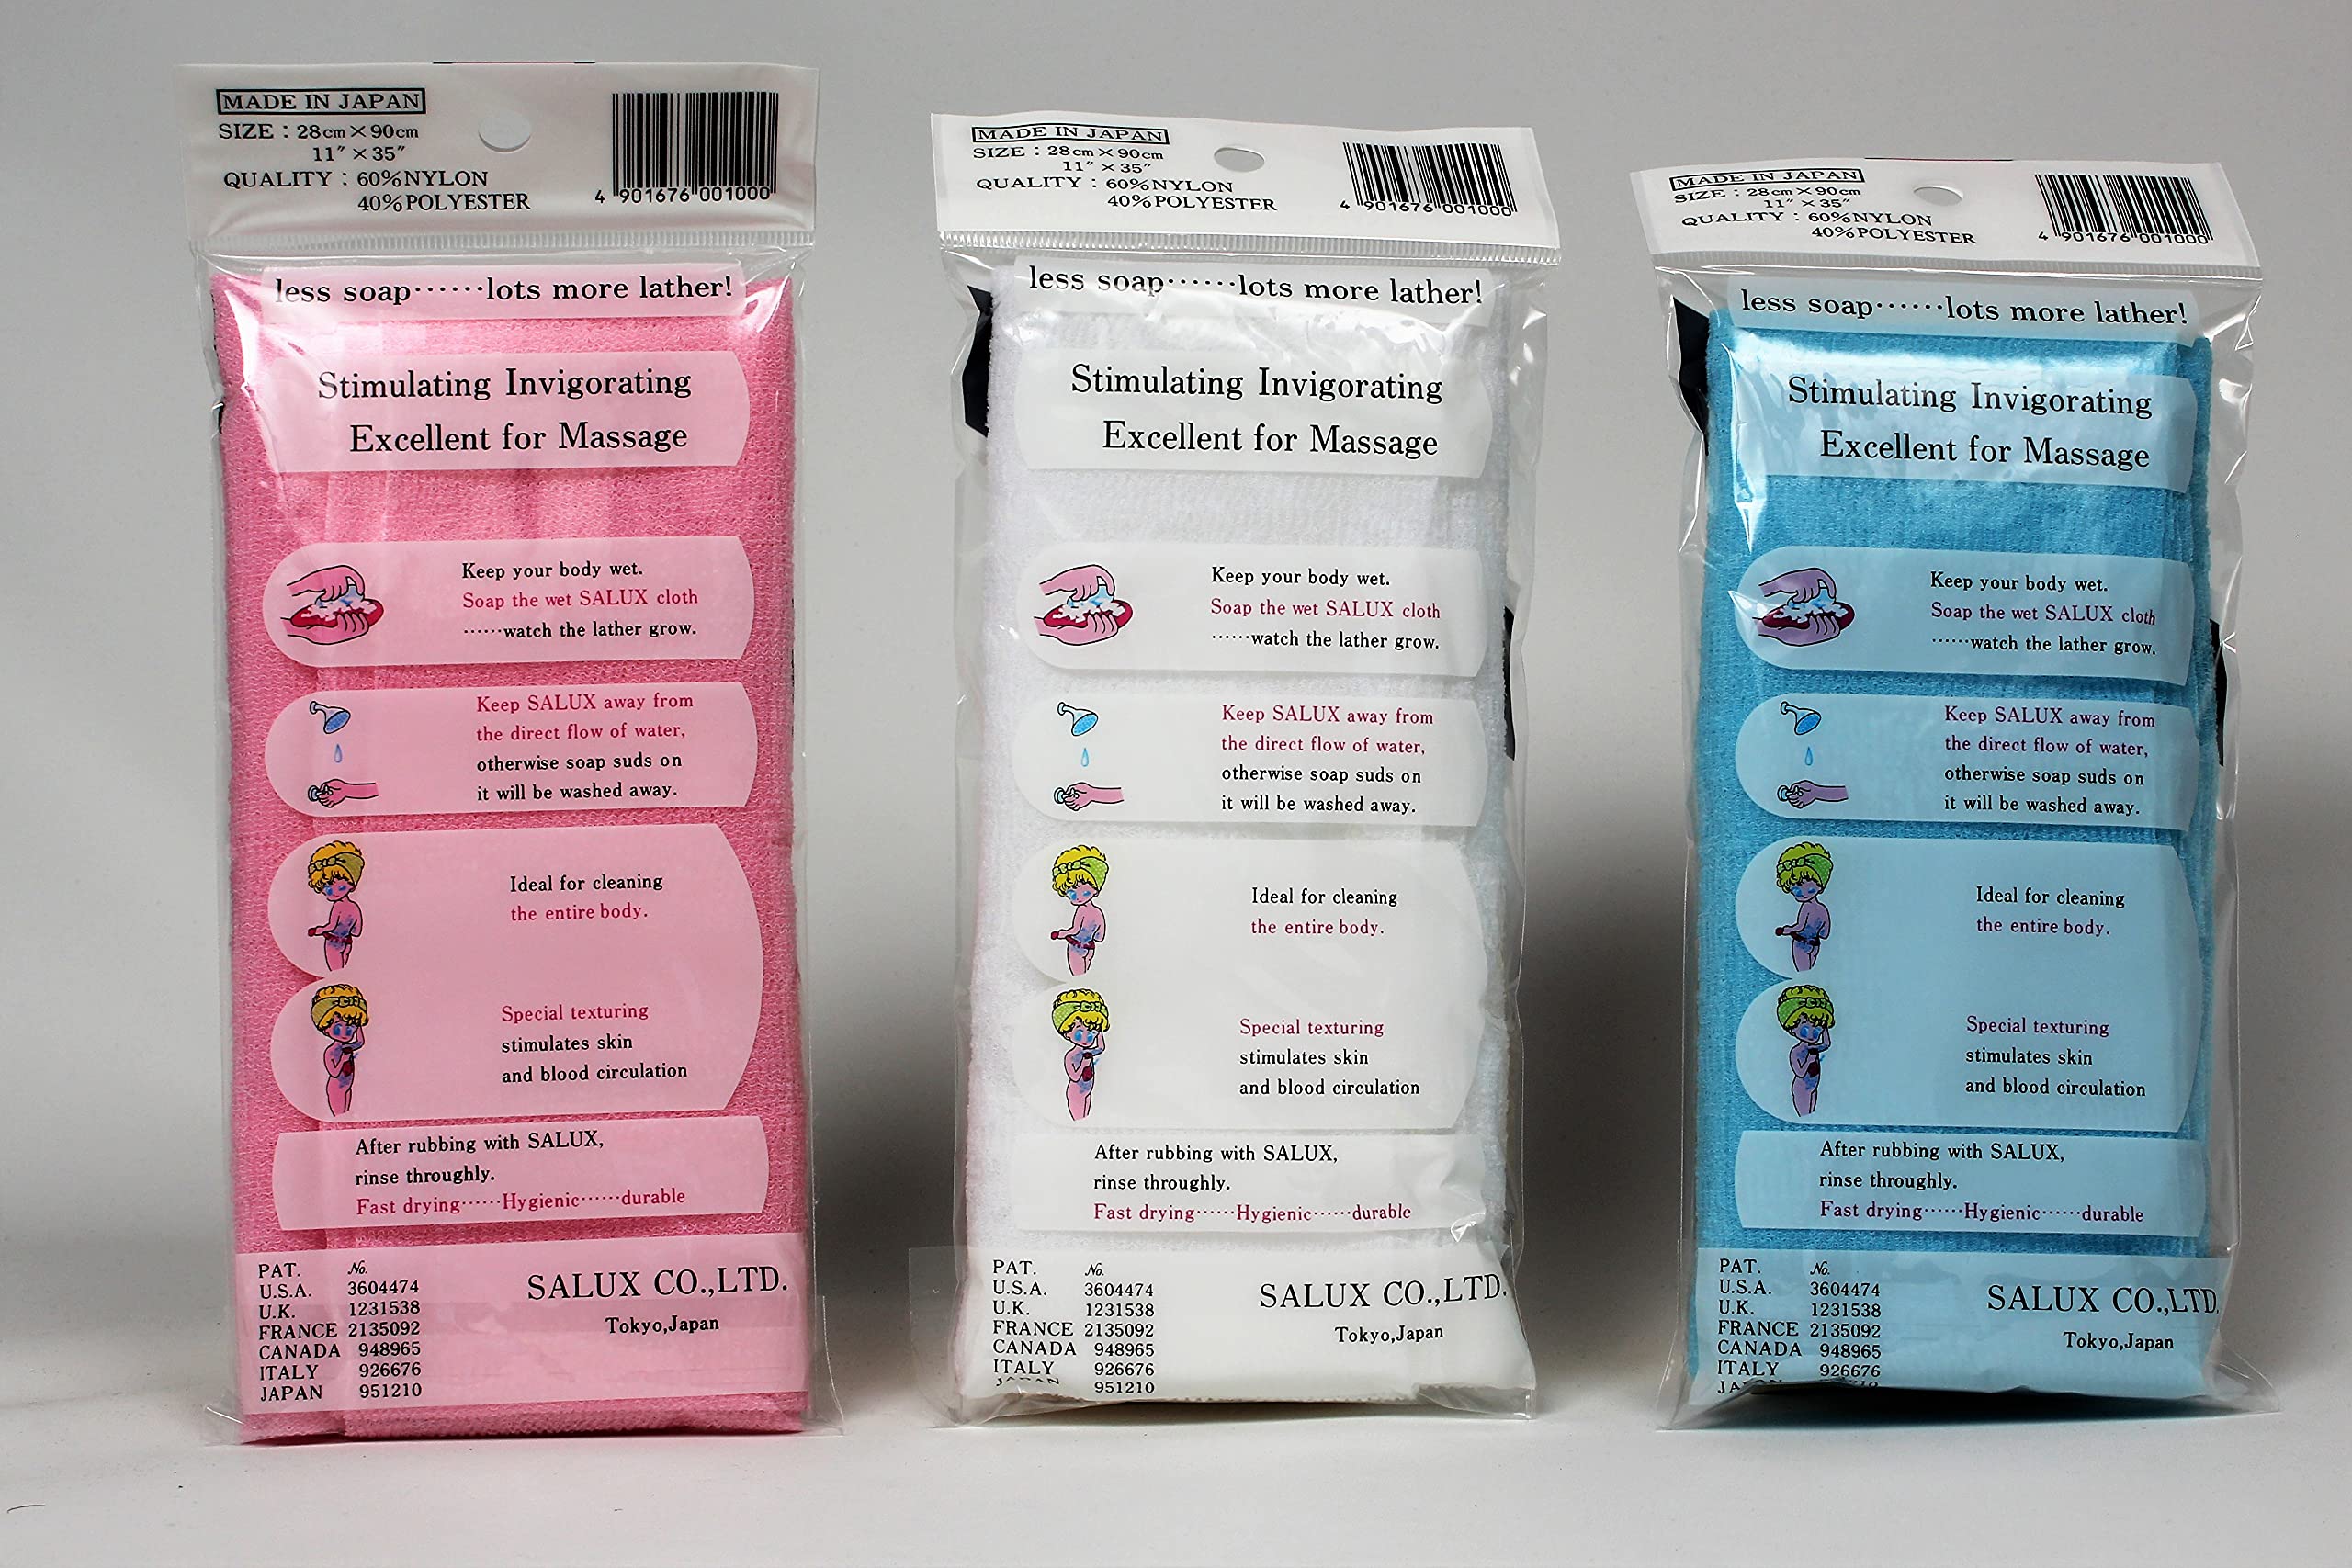 MADE IN JAPAN
SIZE : 28cm×90cm
11″×35″
QUALITY : 60%NYLON
40%POLYESTER
4 901676 001000
less soap······lots more lather!
Stimulating Invigorating
Excellent for Massage
Keep your body wet.
Soap the wet SALUX cloth
······watch the lather grow.
Keep SALUX away from
the direct flow of water,
otherwise soap suds on
it will be washed away.
Ideal for cleaning
the entire body.
Special texturing
stimulates skin
and blood circulation
After rubbing with SALUX,
rinse throughly.
Fast drying······Hygienic······durable
PAT. No.
U.S.A. 3604474
U.K. 1231538
FRANCE 2135092
CANADA 948965
ITALY 926676
JAPAN 951210
SALUX CO.,LTD.
Tokyo,Japan
MADE IN JAPAN
SIZE : 28cm×90cm
11″×35″
QUALITY : 60%NYLON
40%POLYESTER
4 901676 001000
less soap······lots more lather!
Stimulating Invigorating
Excellent for Massage
Keep your body wet.
Soap the wet SALUX cloth
······watch the lather grow.
Keep SALUX away from
the direct flow of water,
otherwise soap suds on
it will be washed away.
Ideal for cleaning
the entire body.
Special texturing
stimulates skin
and blood circulation
After rubbing with SALUX,
rinse throughly.
Fast drying······Hygienic······durable
PAT. No.
U.S.A. 3604474
U.K. 1231538
FRANCE 2135092
CANADA 948965
ITALY 926676
JAPAN 951210
SALUX CO.,LTD.
Tokyo,Japan
MADE IN JAPAN
SIZE : 28cm×90cm
11″×35″
QUALITY : 60%NYLON
40%POLYESTER
4 901676 001000
less soap······lots more lather!
Stimulating Invigorating
Excellent for Massage
Keep your body wet.
Soap the wet SALUX cloth
······watch the lather grow.
Keep SALUX away from
the direct flow of water,
otherwise soap suds on
it will be washed away.
Ideal for cleaning
the entire body.
Special texturing
stimulates skin
and blood circulation
After rubbing with SALUX,
rinse throughly.
Fast drying······Hygienic······durable
PAT. No.
U.S.A. 3604474
U.K. 1231538
FRANCE 2135092
CANADA 948965
ITALY 926676
SALUX CO.,LTD.
Tokyo,Japan